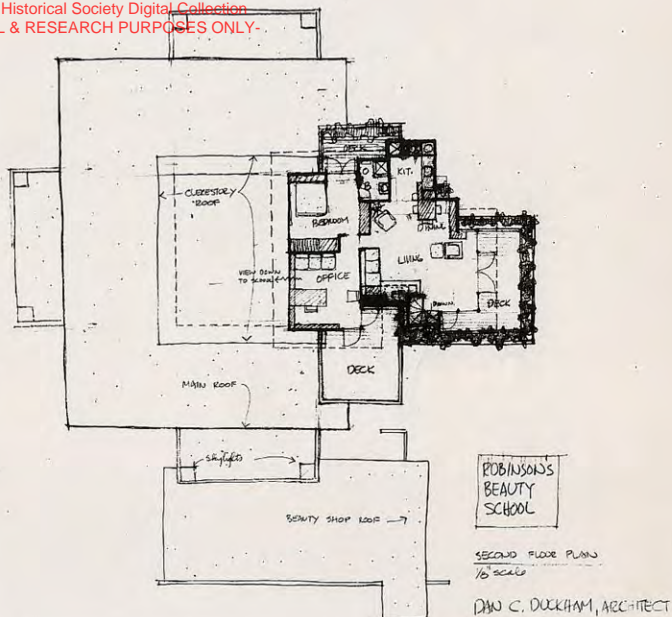 Historical Society Digital Collection
L & RESEARCH PURPOSES ONLY-
DECK
KIT.
CLERESTORY
ROOF
BEDROOM
DINING
LIVING
VIEW DOWN
TO SCHOOL
OFFICE
DECK
DOWN
DECK
MAIN ROOF
Skylights
BEAUTY SHOP ROOF
ROBINSONS
BEAUTY
SCHOOL
SECOND FLOOR PLAN
1/8" scale
DAN C. DUCKHAM, ARCHITECT